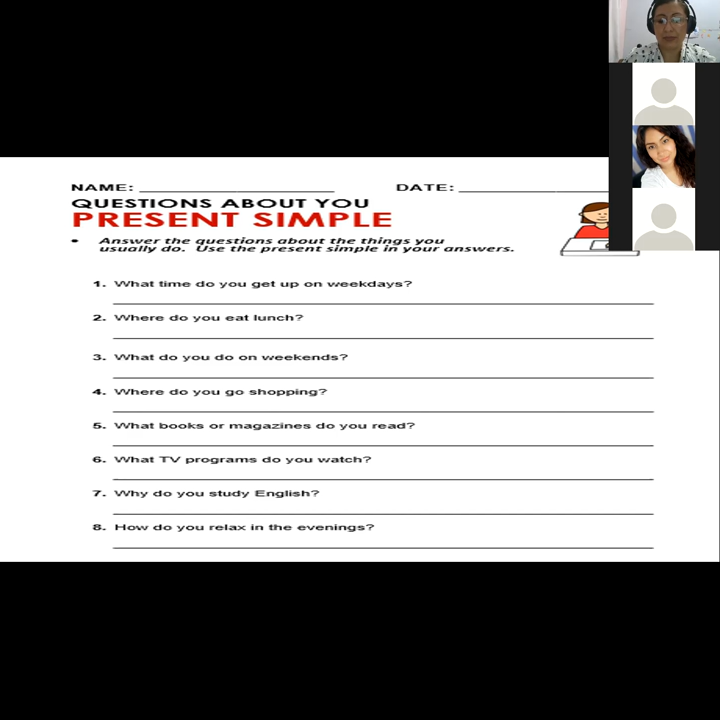 NAME: ____________________ DATE: ____________________
QUESTIONS ABOUT YOU
PRESENT SIMPLE
• Answer the questions about the things you
usually do. Use the present simple in your answers.
1. What time do you get up on weekdays?
2. Where do you eat lunch?
3. What do you do on weekends?
4. Where do you go shopping?
5. What books or magazines do you read?
6. What TV programs do you watch?
7. Why do you study English?
8. How do you relax in the evenings?